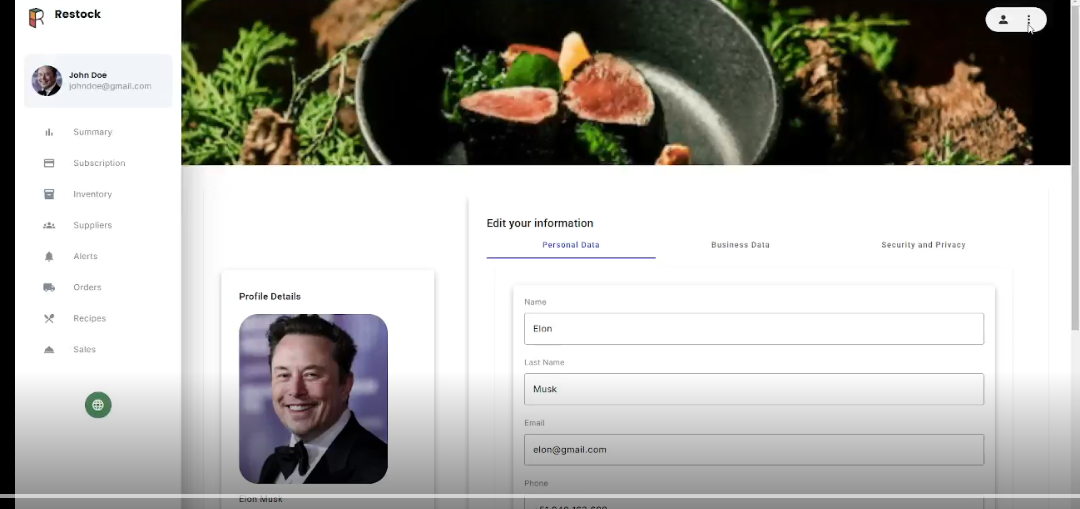 Restock
John Doe
johndoe@gmail.com
Summary
Subscription
Inventory
Suppliers
Alerts
Orders
Recipes
Sales
Edit your information
Personal Data
Business Data
Security and Privacy
Profile Details
Elon Musk
Name
Elon
Last Name
Musk
Email
elon@gmail.com
Phone